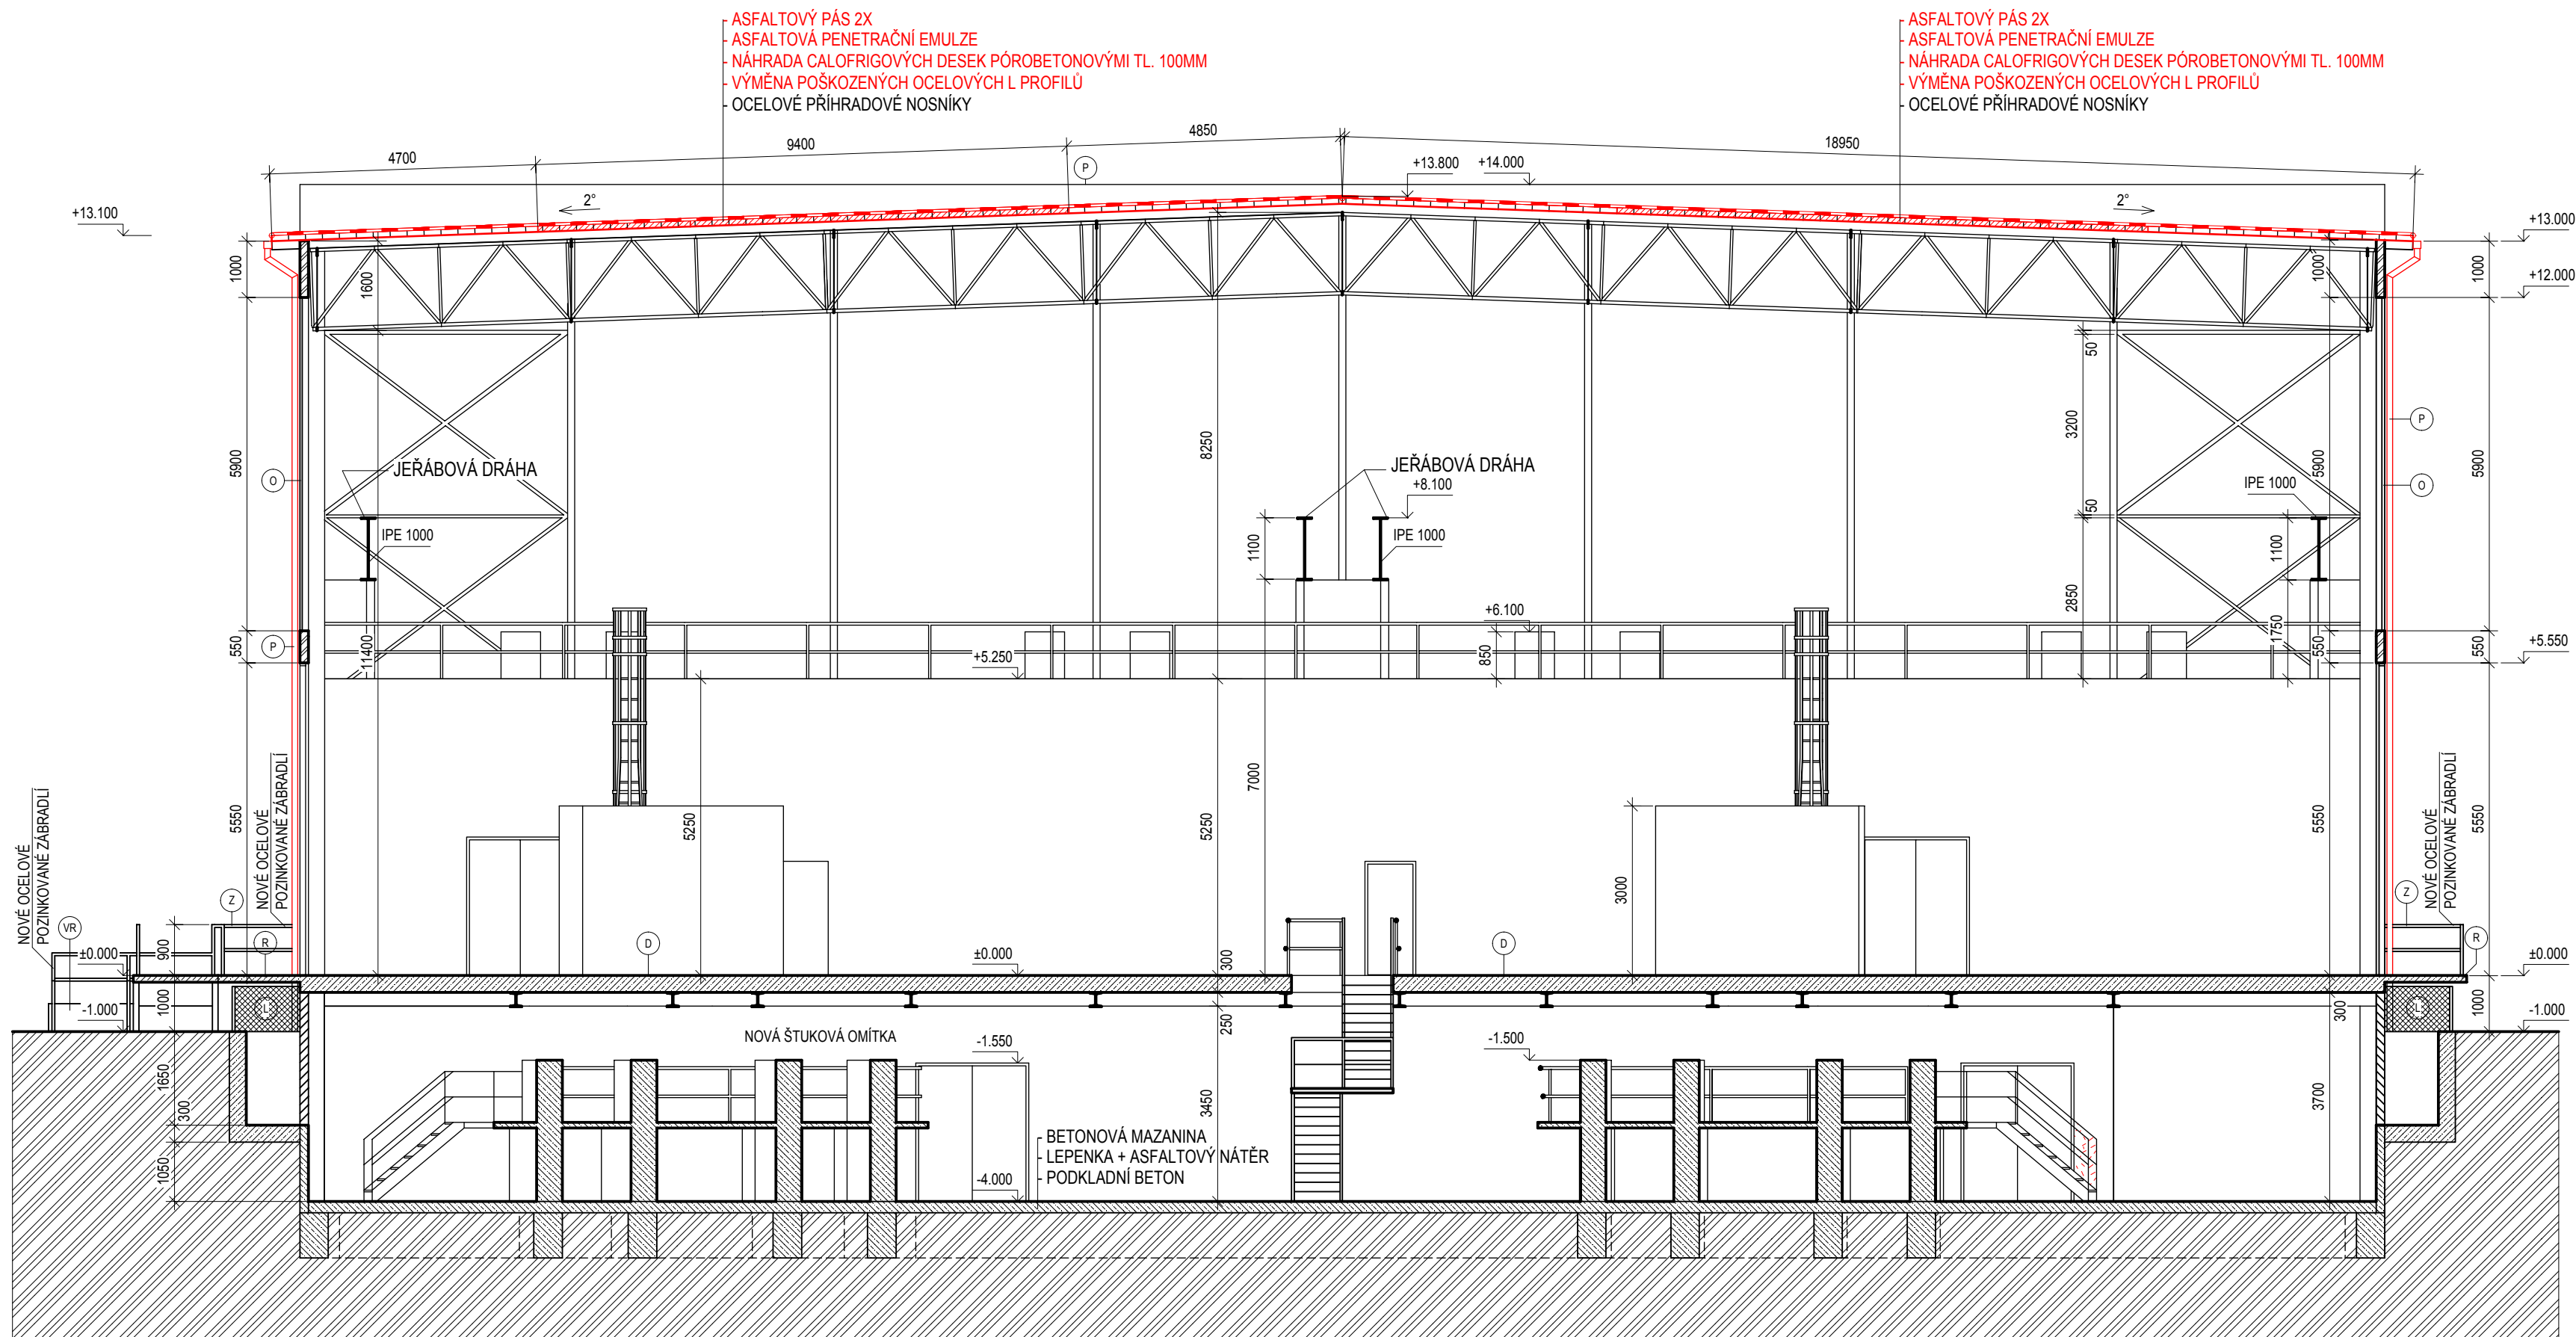 - ASFALTOVÝ PÁS 2X
- ASFALTOVÁ PENETRAČNÍ EMULZE
- NÁHRADA CALOFRIGOVÝCH DESEK PÓROBETONOVÝMI TL. 100MM
- VÝMĚNA POŠKOZENÝCH OCELOVÝCH L PROFILŮ
- OCELOVÉ PŘÍHRADOVÉ NOSNÍKY
- ASFALTOVÝ PÁS 2X
- ASFALTOVÁ PENETRAČNÍ EMULZE
- NÁHRADA CALOFRIGOVÝCH DESEK PÓROBETONOVÝMI TL. 100MM
- VÝMĚNA POŠKOZENÝCH OCELOVÝCH L PROFILŮ
- OCELOVÉ PŘÍHRADOVÉ NOSNÍKY
4700
9400
4850
18950
P
+13.800
+14.000
2°
2°
+13.100
+13.000
+12.000
1000
1600
1000
1000
50
3200
8250
P
5900
O
JEŘÁBOVÁ DRÁHA
JEŘÁBOVÁ DRÁHA
+8.100
5900
5900
O
IPE 1000
IPE 1000
IPE 1000
50
1100
1100
2850
1750
+6.100
850
550
P
11400
+5.250
550
550
+5.550
7000
5250
5250
5550
5550
5550
3000
NOVÉ OCELOVÉ
POZINKOVANÉ ZÁBRADLÍ
NOVÉ OCELOVÉ
POZINKOVANÉ ZÁBRADLÍ
NOVÉ OCELOVÉ
POZINKOVANÉ ZÁBRADLÍ
VR
Z
R
D
D
Z
R
900
±0.000
±0.000
±0.000
300
1000
-1.000
L
L
1000
-1.000
250
300
NOVÁ ŠTUKOVÁ OMÍTKA
-1.550
-1.500
1650
300
1050
3450
3700
- BETONOVÁ MAZANINA
- LEPENKA + ASFALTOVÝ NÁTĚR
- PODKLADNÍ BETON
-4.000